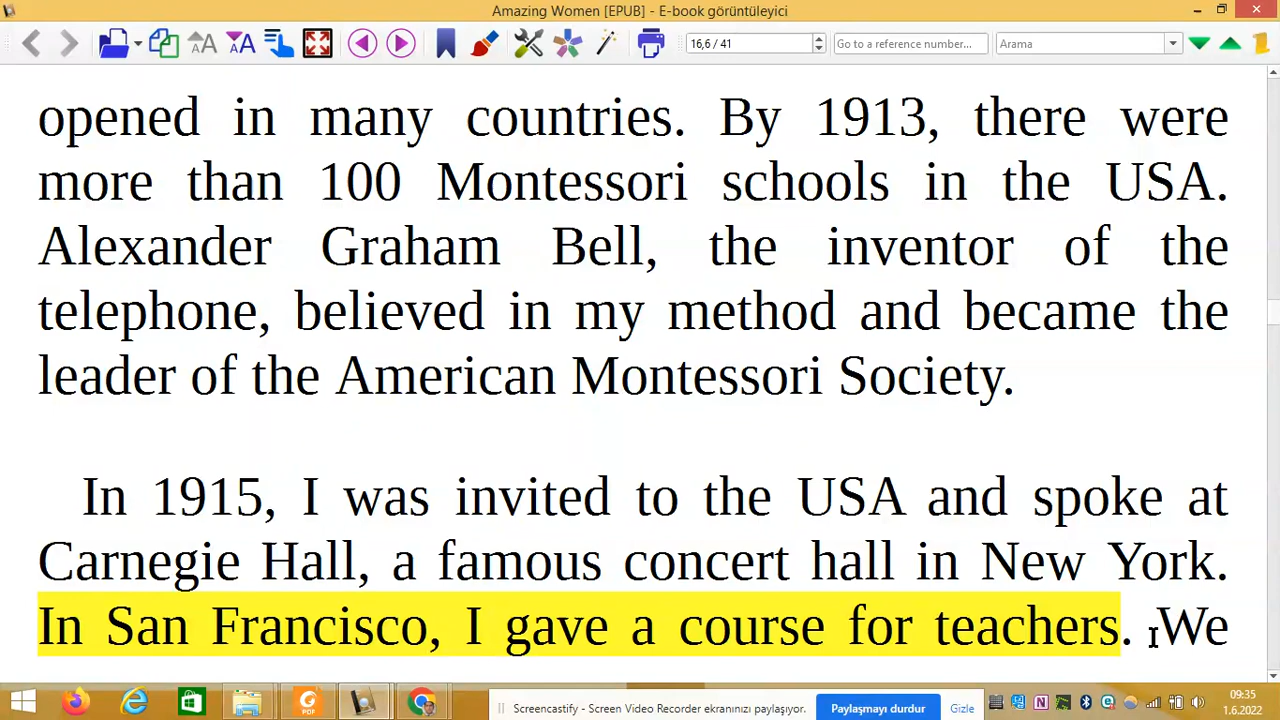 Amazing Women [EPUB] - E-book görüntüleyici
16,6 / 41
Go to a reference number...
Arama
opened in many countries. By 1913, there were
more than 100 Montessori schools in the USA.
Alexander Graham Bell, the inventor of the
telephone, believed in my method and became the
leader of the American Montessori Society.
In 1915, I was invited to the USA and spoke at
Carnegie Hall, a famous concert hall in New York.
In San Francisco, I gave a course for teachers. We
Screencastify - Screen Video Recorder ekranınızı paylaşıyor.
Paylaşmayı durdur
Gizle
09:35
1.6.2022